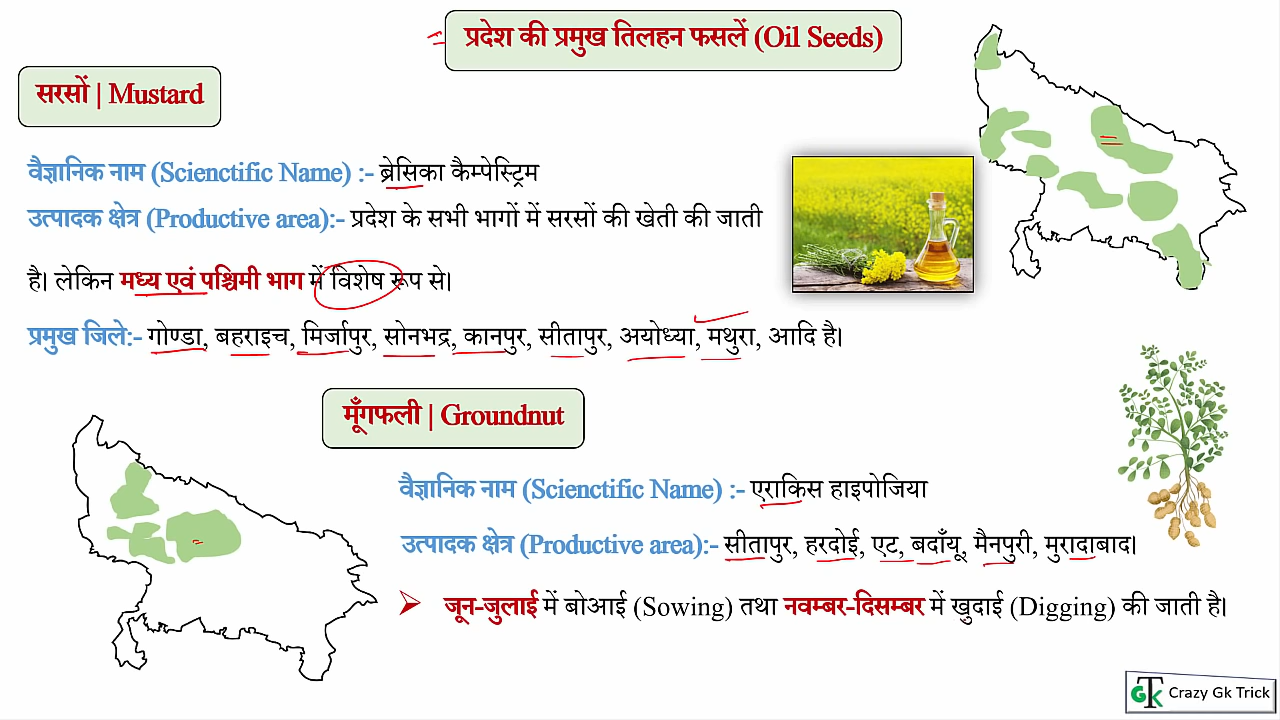 प्रदेश की प्रमुख तिलहन फसलें (Oil Seeds)
सरसों | Mustard
वैज्ञानिक नाम (Scienctific Name) :- ब्रेसिका कैम्पेस्ट्रिम
उत्पादक क्षेत्र (Productive area):- प्रदेश के सभी भागों में सरसों की खेती की जाती
है। लेकिन मध्य एवं पश्चिमी भाग में विशेष रूप से।
प्रमुख जिले:- गोण्डा, बहराइच, मिर्जापुर, सोनभद्र, कानपुर, सीतापुर, अयोध्या, मथुरा, आदि है।
मूँगफली | Groundnut
वैज्ञानिक नाम (Scienctific Name) :- एराकिस हाइपोजिया
उत्पादक क्षेत्र (Productive area):- सीतापुर, हरदोई, एट, बदाँयू, मैनपुरी, मुरादाबाद।
जून-जुलाई में बोआई (Sowing) तथा नवम्बर-दिसम्बर में खुदाई (Digging) की जाती है।
GTK Crazy Gk Trick